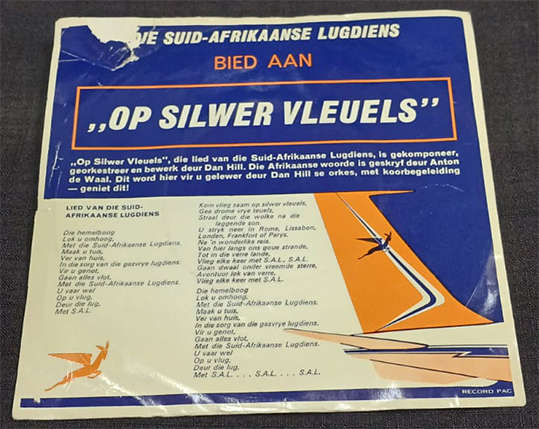 DIE SUID-AFRIKAANSE LUGDIENS
BIED AAN
„OP SILWER VLEUELS”
„Op Silwer Vleuels”, die lied van die Suid-Afrikaanse Lugdiens, is gekomponeer,
georkestreer en bewerk deur Dan Hill. Die Afrikaanse woorde is geskryf deur Anton
de Waal. Dit word hier vir u gelewer deur Dan Hill se orkes, met koorbegeleiding
— geniet dit!
LIED VAN DIE SUID-
AFRIKAANSE LUGDIENS
Die hemelboog
Lok u omhoog,
Met die Suid-Afrikaanse Lugdiens.
Maak u tuis,
Ver van huis,
In die sorg van die gasvrye lugdiens.
Vir u genot,
Gaan alles vlot,
Met die Suid-Afrikaanse Lugdiens.
U vaar wel
Op u vlug,
Deur die lug,
Met S.A.L.
Kom vlieg saam op silwer vleuels,
Gee drome vrye teuels,
Straal deur die wolke na die
laggende son.
U stryk neer in Rome, Lissabon,
Londen, Frankfort of Parys.
Ne 'n wondelike reis.
Van hier langs ons goue strande,
Tot in die verre lande,
Vlieg elke keer met S.A.L., S.A.L.
Gaan dwaal onder vreemde sterre,
Avontuur lok van verre,
Vlieg elke keer met S.A.L.
Die hemelboog
Lok u omhoog,
Met die Suid-Afrikaanse Lugdiens.
Maak u tuis,
Ver van huis,
In die sorg van die gasvrye lugdiens.
Vir u genot,
Gaan alles vlot,
Met die Suid-Afrikaanse Lugdiens.
U vaar wel
Op u vlug,
Deur die lug,
Met S.A.L. . . . S.A.L. . . . S.A.L.
RECORD PAC